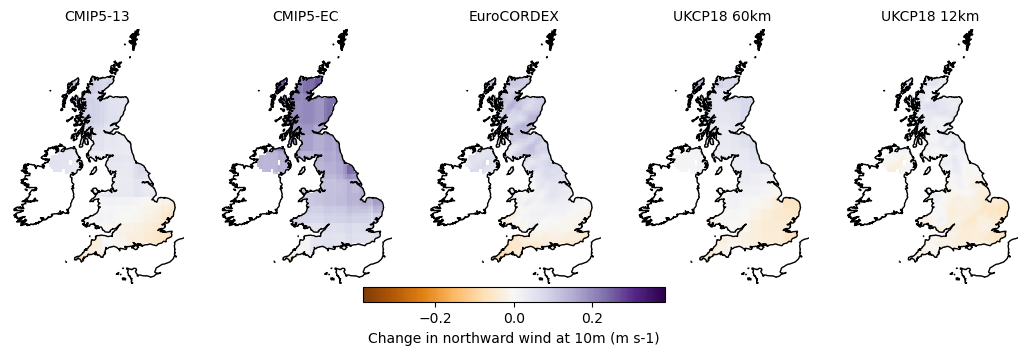 CMIP5-13 CMIP5-EC EuroCORDEX UKCP18 60km UKCP18 12km
−0.2 0.0 0.2
Change in northward wind at 10m (m s-1)